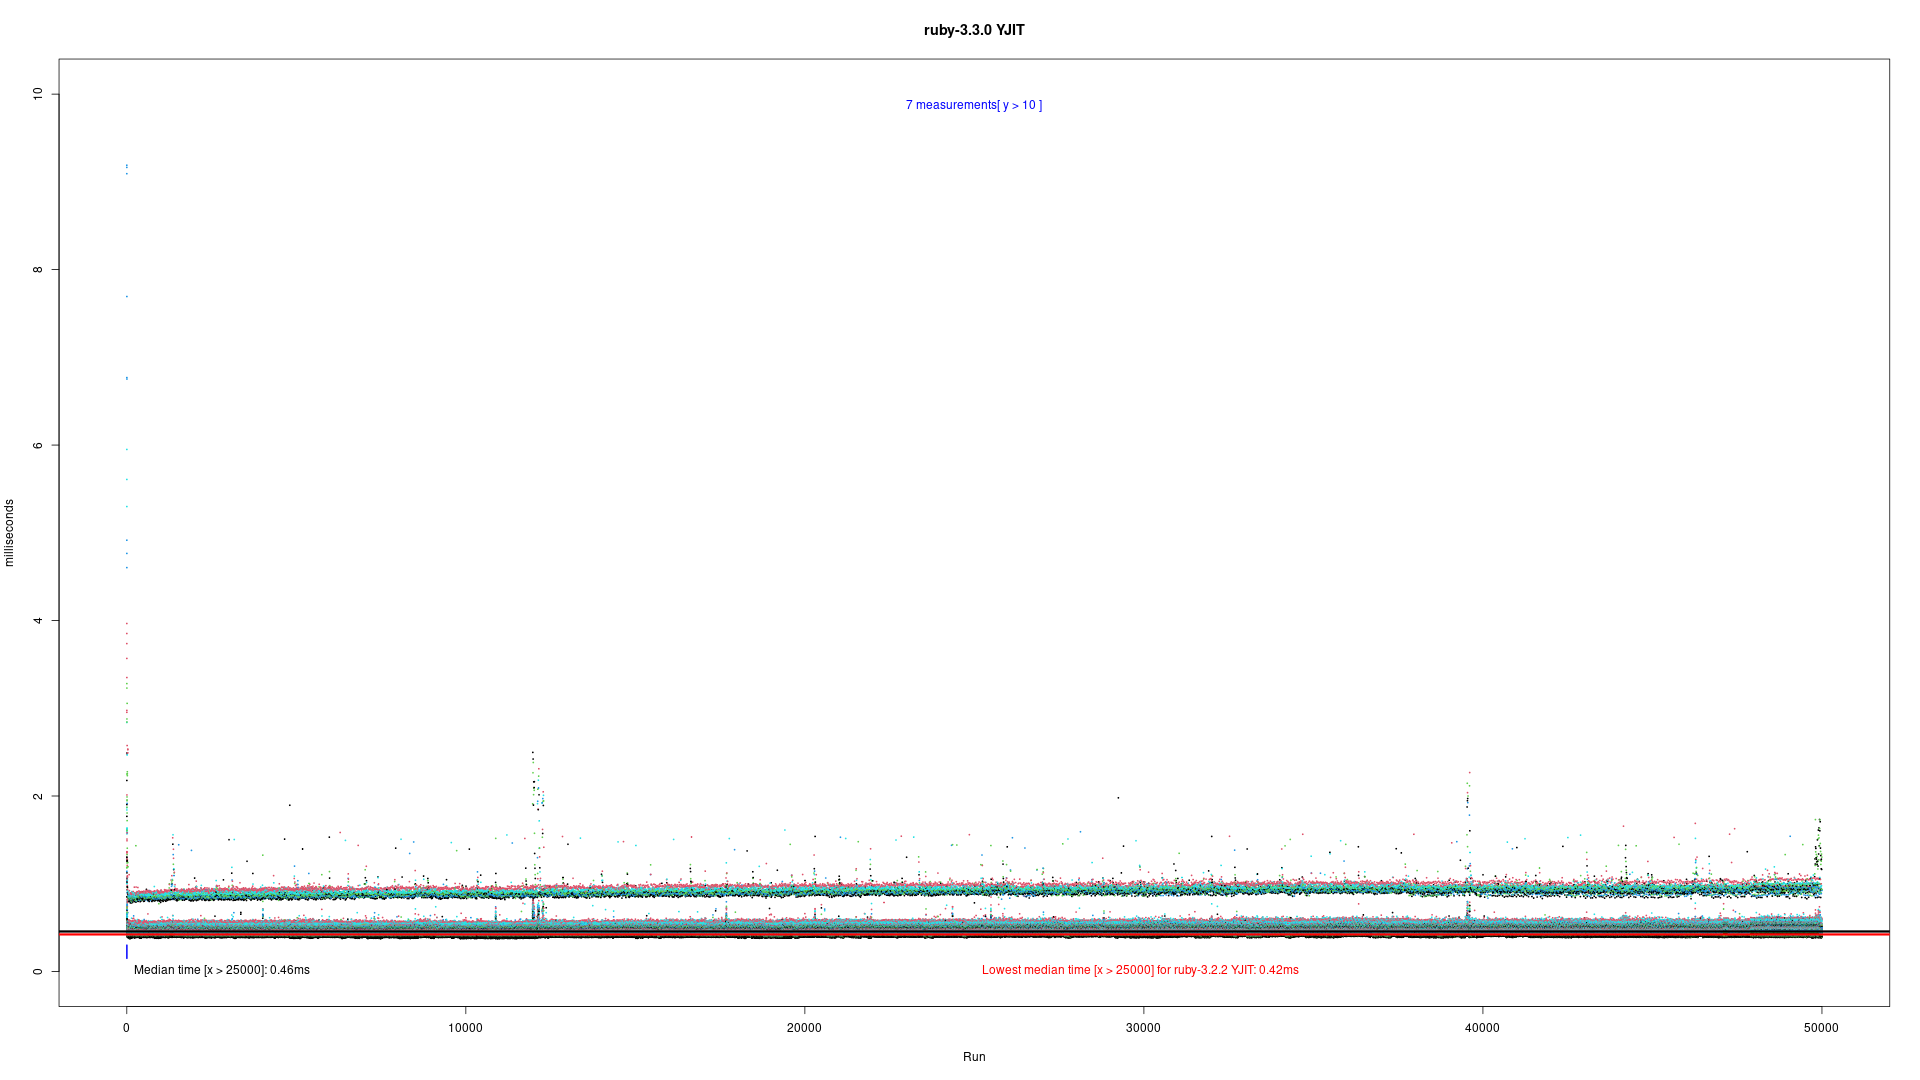 ruby-3.3.0 YJIT
7 measurements[ y > 10 ]
milliseconds
10
8
6
4
2
0
Median time [x > 25000]: 0.46ms
Lowest median time [x > 25000] for ruby-3.2.2 YJIT: 0.42ms
0
10000
20000
30000
40000
50000
Run